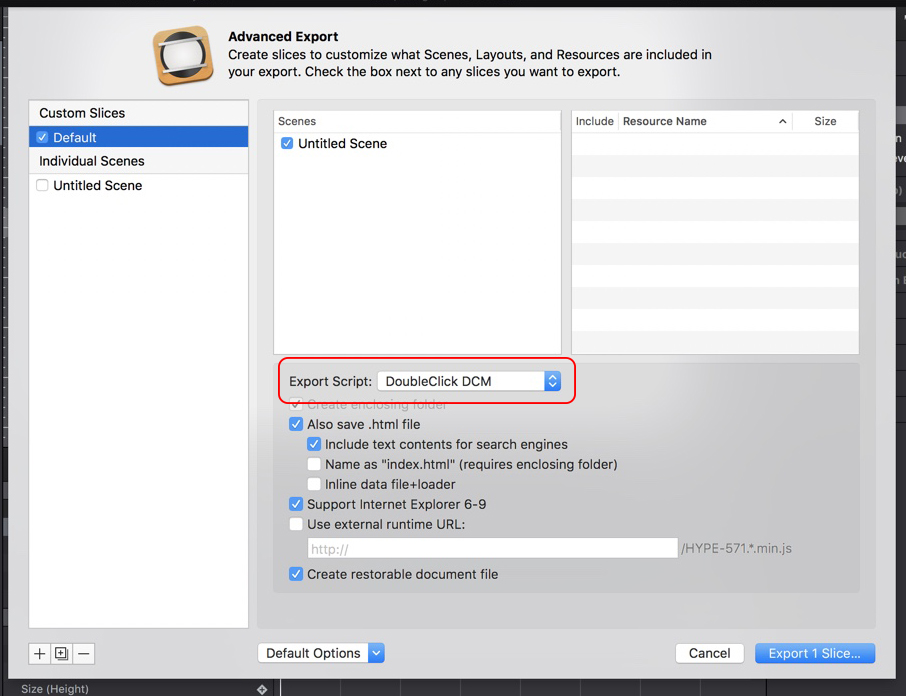 Advanced Export
Create slices to customize what Scenes, Layouts, and Resources are included in
your export. Check the box next to any slices you want to export.
Custom Slices
Default
Individual Scenes
Untitled Scene
Scenes
Untitled Scene
Include Resource Name Size
Export Script: DoubleClick DCM
Create enclosing folder
Also save .html file
Include text contents for search engines
Name as "index.html" (requires enclosing folder)
Inline data file+loader
Support Internet Explorer 6-9
Use external runtime URL:
http:// /HYPE-571.*.min.js
Create restorable document file
Default Options
Cancel
Export 1 Slice...
Size (Height)